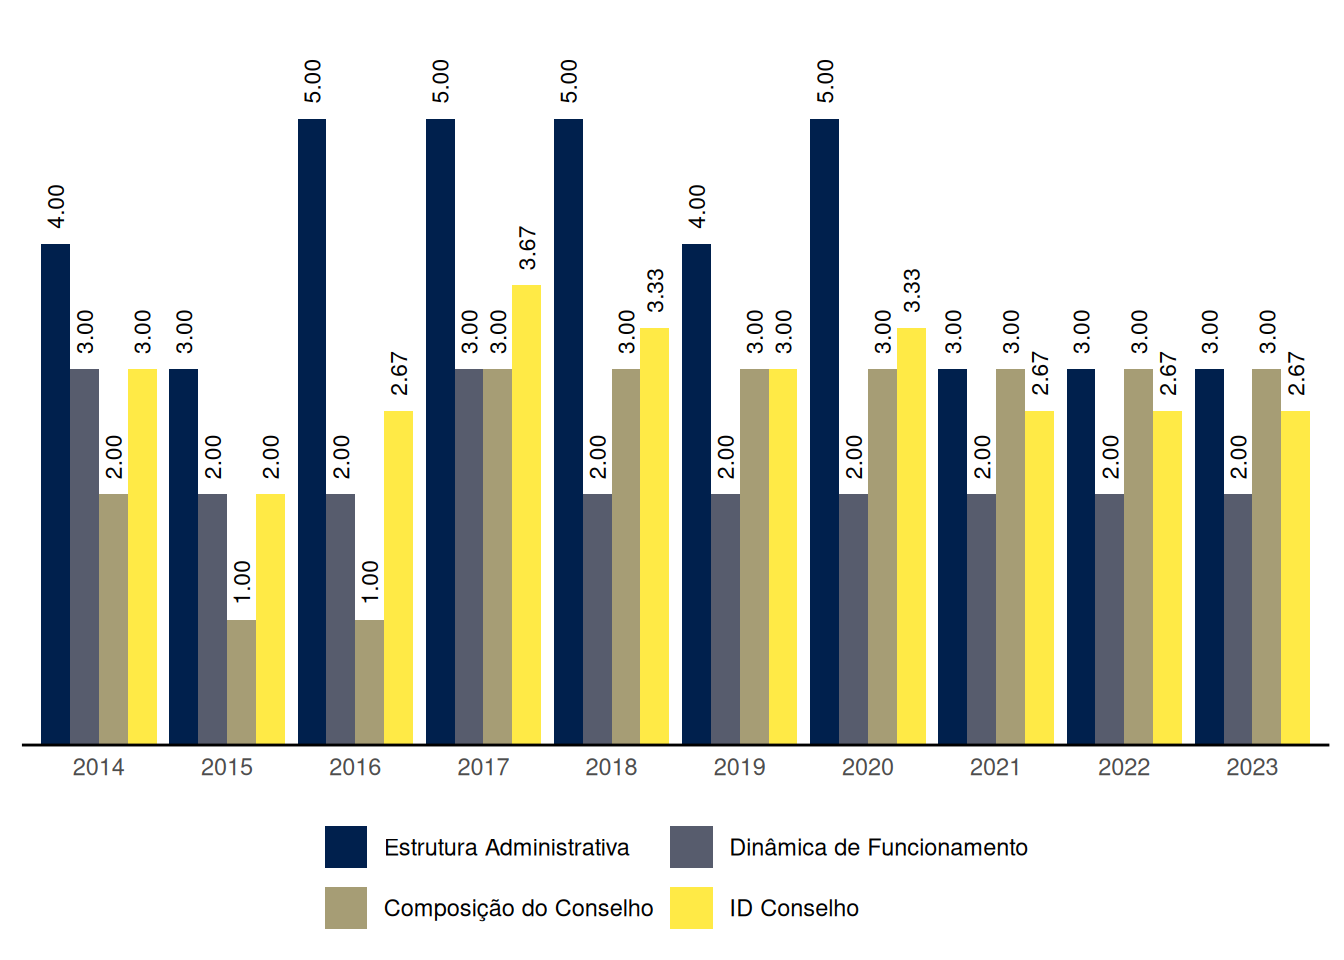 4.00 3.00 2.00 3.00 3.00 2.00 1.00 2.00 5.00 2.00 1.00 2.67 5.00 3.00 3.00 3.67 5.00 2.00 3.00 3.33 4.00 2.00 3.00 3.00 5.00 2.00 3.00 3.33 3.00 2.00 3.00 2.67 3.00 2.00 3.00 2.67 3.00 2.00 3.00 2.67
2014 2015 2016 2017 2018 2019 2020 2021 2022 2023
Estrutura Administrativa Dinâmica de Funcionamento
Composição do Conselho ID Conselho